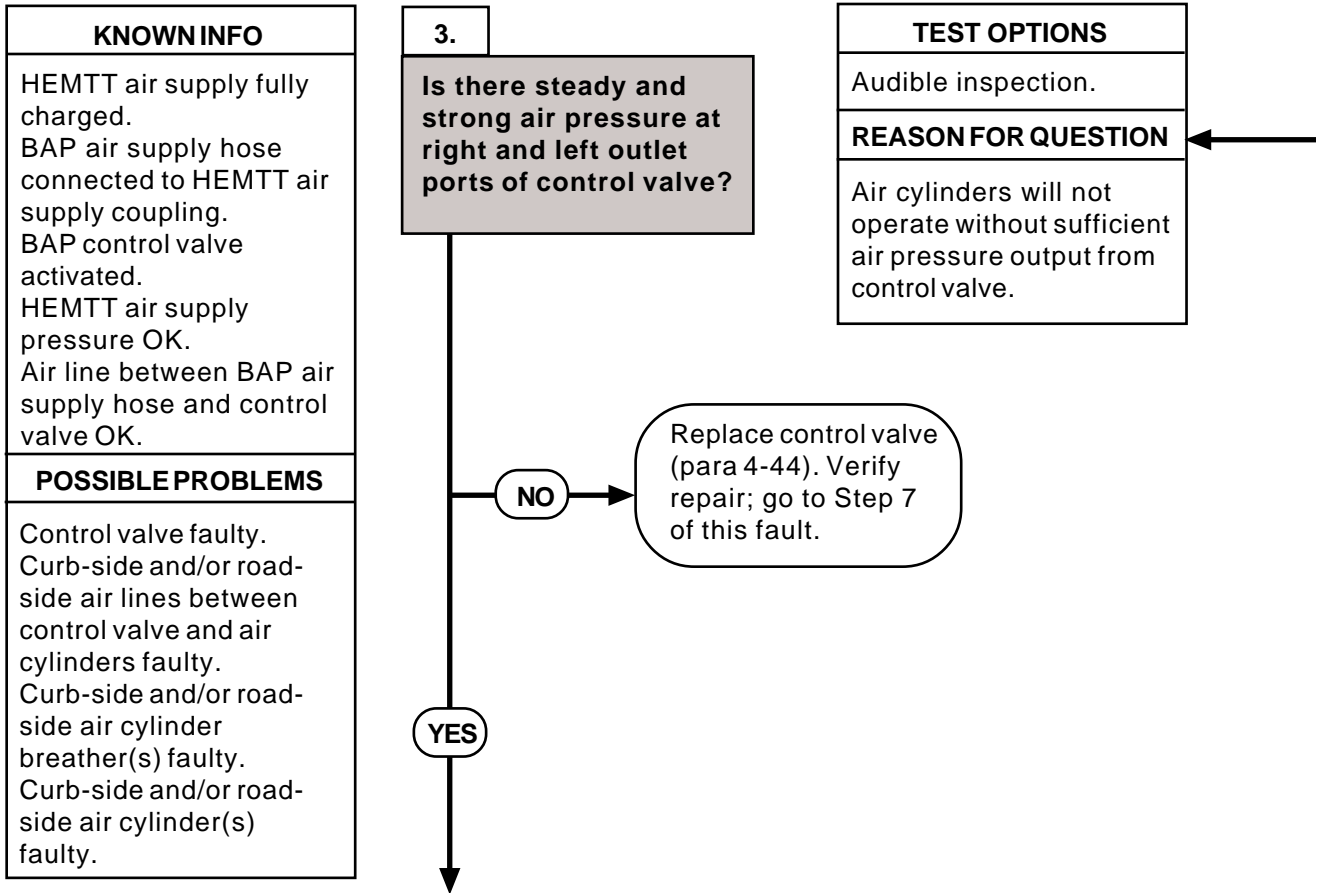 KNOWN INFO
HEMTT air supply fully
charged.
BAP air supply hose
connected to HEMTT air
supply coupling.
BAP control valve
activated.
HEMTT air supply
pressure OK.
Air line between BAP air
supply hose and control
valve OK.
POSSIBLE PROBLEMS
Control valve faulty.
Curb-side and/or road-
side air lines between
control valve and air
cylinders faulty.
Curb-side and/or road-
side air cylinder
breather(s) faulty.
Curb-side and/or road-
side air cylinder(s)
faulty.
3.
Is there steady and
strong air pressure at
right and left outlet
ports of control valve?
TEST OPTIONS
Audible inspection.
REASON FOR QUESTION
Air cylinders will not
operate without sufficient
air pressure output from
control valve.
NO
Replace control valve
(para 4-44). Verify
repair; go to Step 7
of this fault.
YES